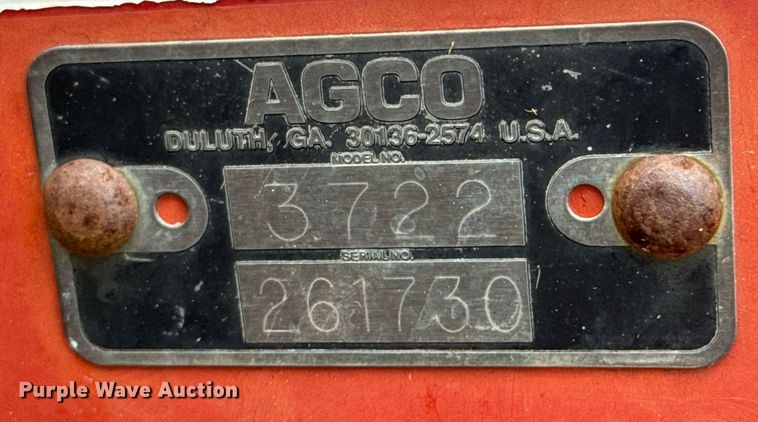 AGCO
DULUTH, GA. 30136-2574 U.S.A.
MODEL NO.
3722
SERIAL NO.
261730
Purple Wave Auction